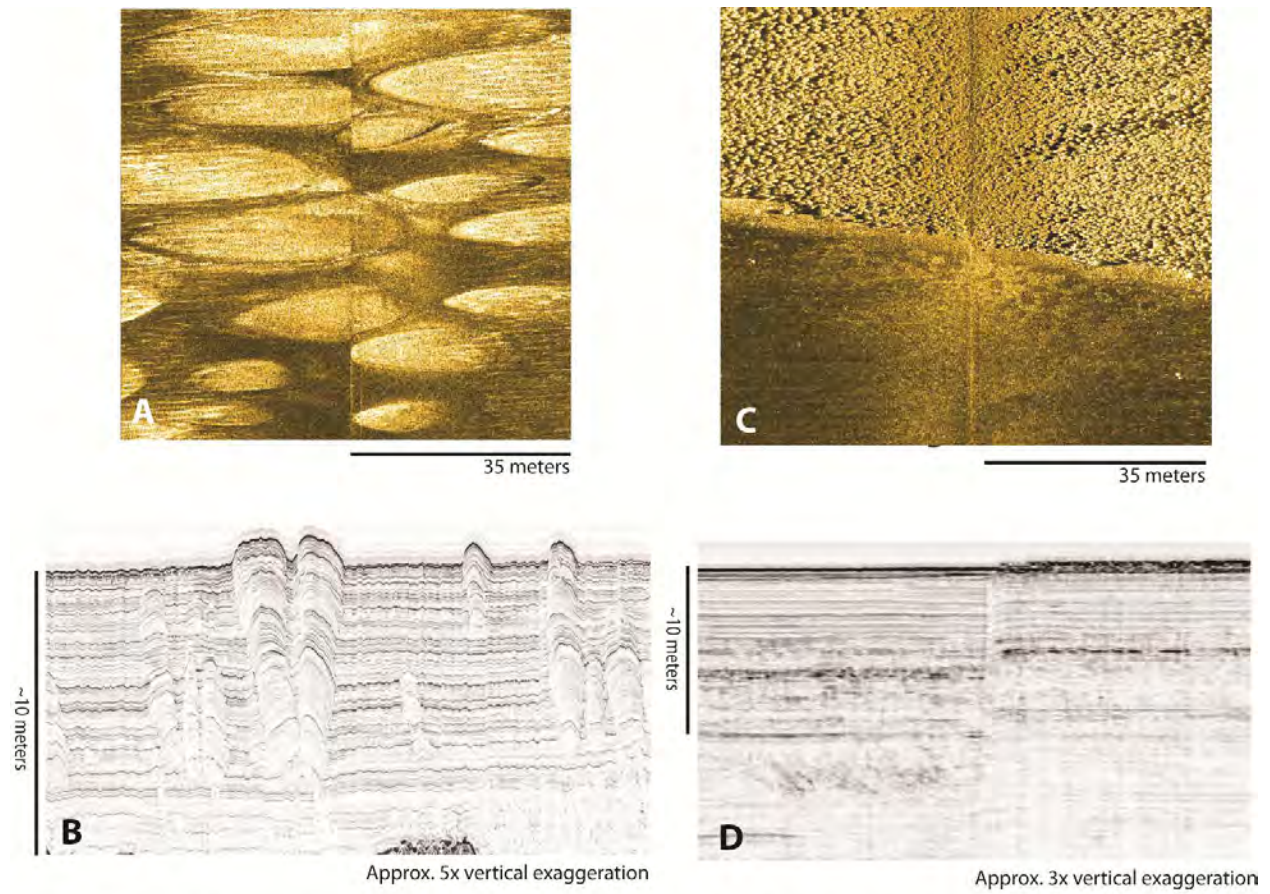 A
C
35 meters
35 meters
~10 meters
B
Approx. 5x vertical exaggeration
~10 meters
D
Approx. 3x vertical exaggeration